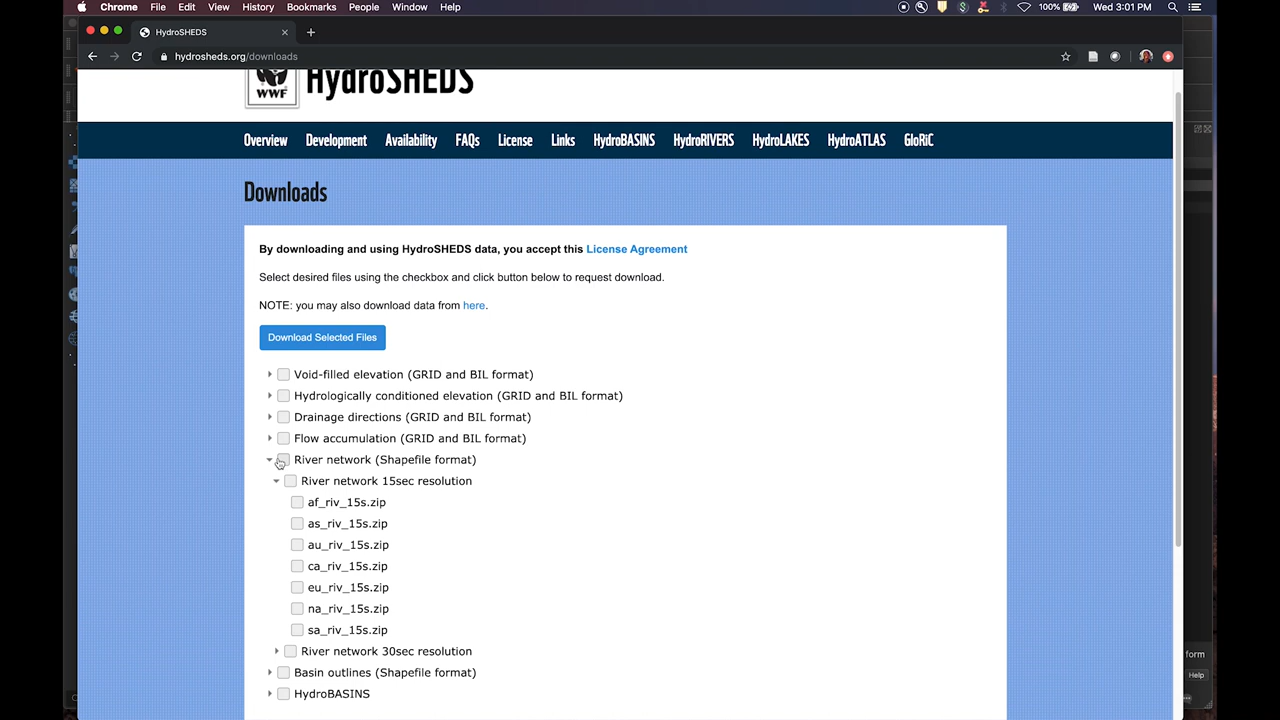 Chrome File Edit View History Bookmarks People Window Help 100% Wed 3:01 PM
HydroSHEDS
hydrosheds.org/downloads
WWF
HydroSHEDS
Overview Development Availability FAQs License Links HydroBASINS HydroRIVERS HydroLAKES HydroATLAS GloRiC
Downloads
By downloading and using HydroSHEDS data, you accept this License Agreement
Select desired files using the checkbox and click button below to request download.
NOTE: you may also download data from here.
Download Selected Files
Void-filled elevation (GRID and BIL format)
Hydrologically conditioned elevation (GRID and BIL format)
Drainage directions (GRID and BIL format)
Flow accumulation (GRID and BIL format)
River network (Shapefile format)
River network 15sec resolution
af_riv_15s.zip
as_riv_15s.zip
au_riv_15s.zip
ca_riv_15s.zip
eu_riv_15s.zip
na_riv_15s.zip
sa_riv_15s.zip
River network 30sec resolution
form
Basin outlines (Shapefile format)
Help
HydroBASINS